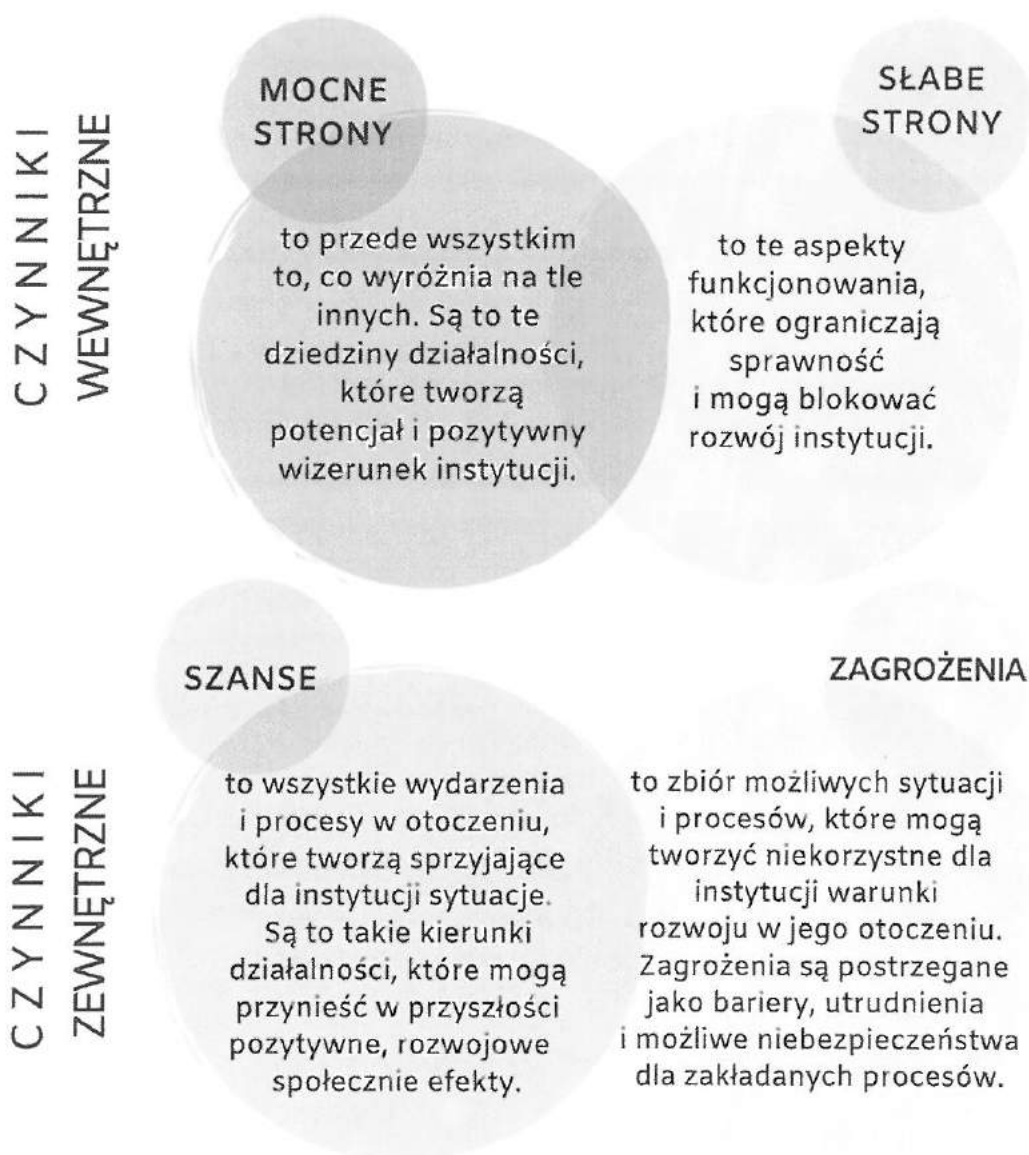 CZYNNIKI
WEWNĘTRZNE
MOCNE
STRONY
to przede wszystkim
to, co wyróżnia na tle
innych. Są to te
dziedziny działalności,
które tworzą
potencjał i pozytywny
wizerunek instytucji.
SŁABE
STRONY
to te aspekty
funkcjonowania,
które ograniczają
sprawność
i mogą blokować
rozwój instytucji.
CZYNNIKI
ZEWNĘTRZNE
SZANSE
to wszystkie wydarzenia
i procesy w otoczeniu,
które tworzą sprzyjające
dla instytucji sytuacje.
Są to takie kierunki
działalności, które mogą
przynieść w przyszłości
pozytywne, rozwojowe
społecznie efekty.
ZAGROŻENIA
to zbiór możliwych sytuacji
i procesów, które mogą
tworzyć niekorzystne dla
instytucji warunki
rozwoju w jego otoczeniu.
Zagrożenia są postrzegane
jako bariery, utrudnienia
i możliwe niebezpieczeństwa
dla zakładanych procesów.